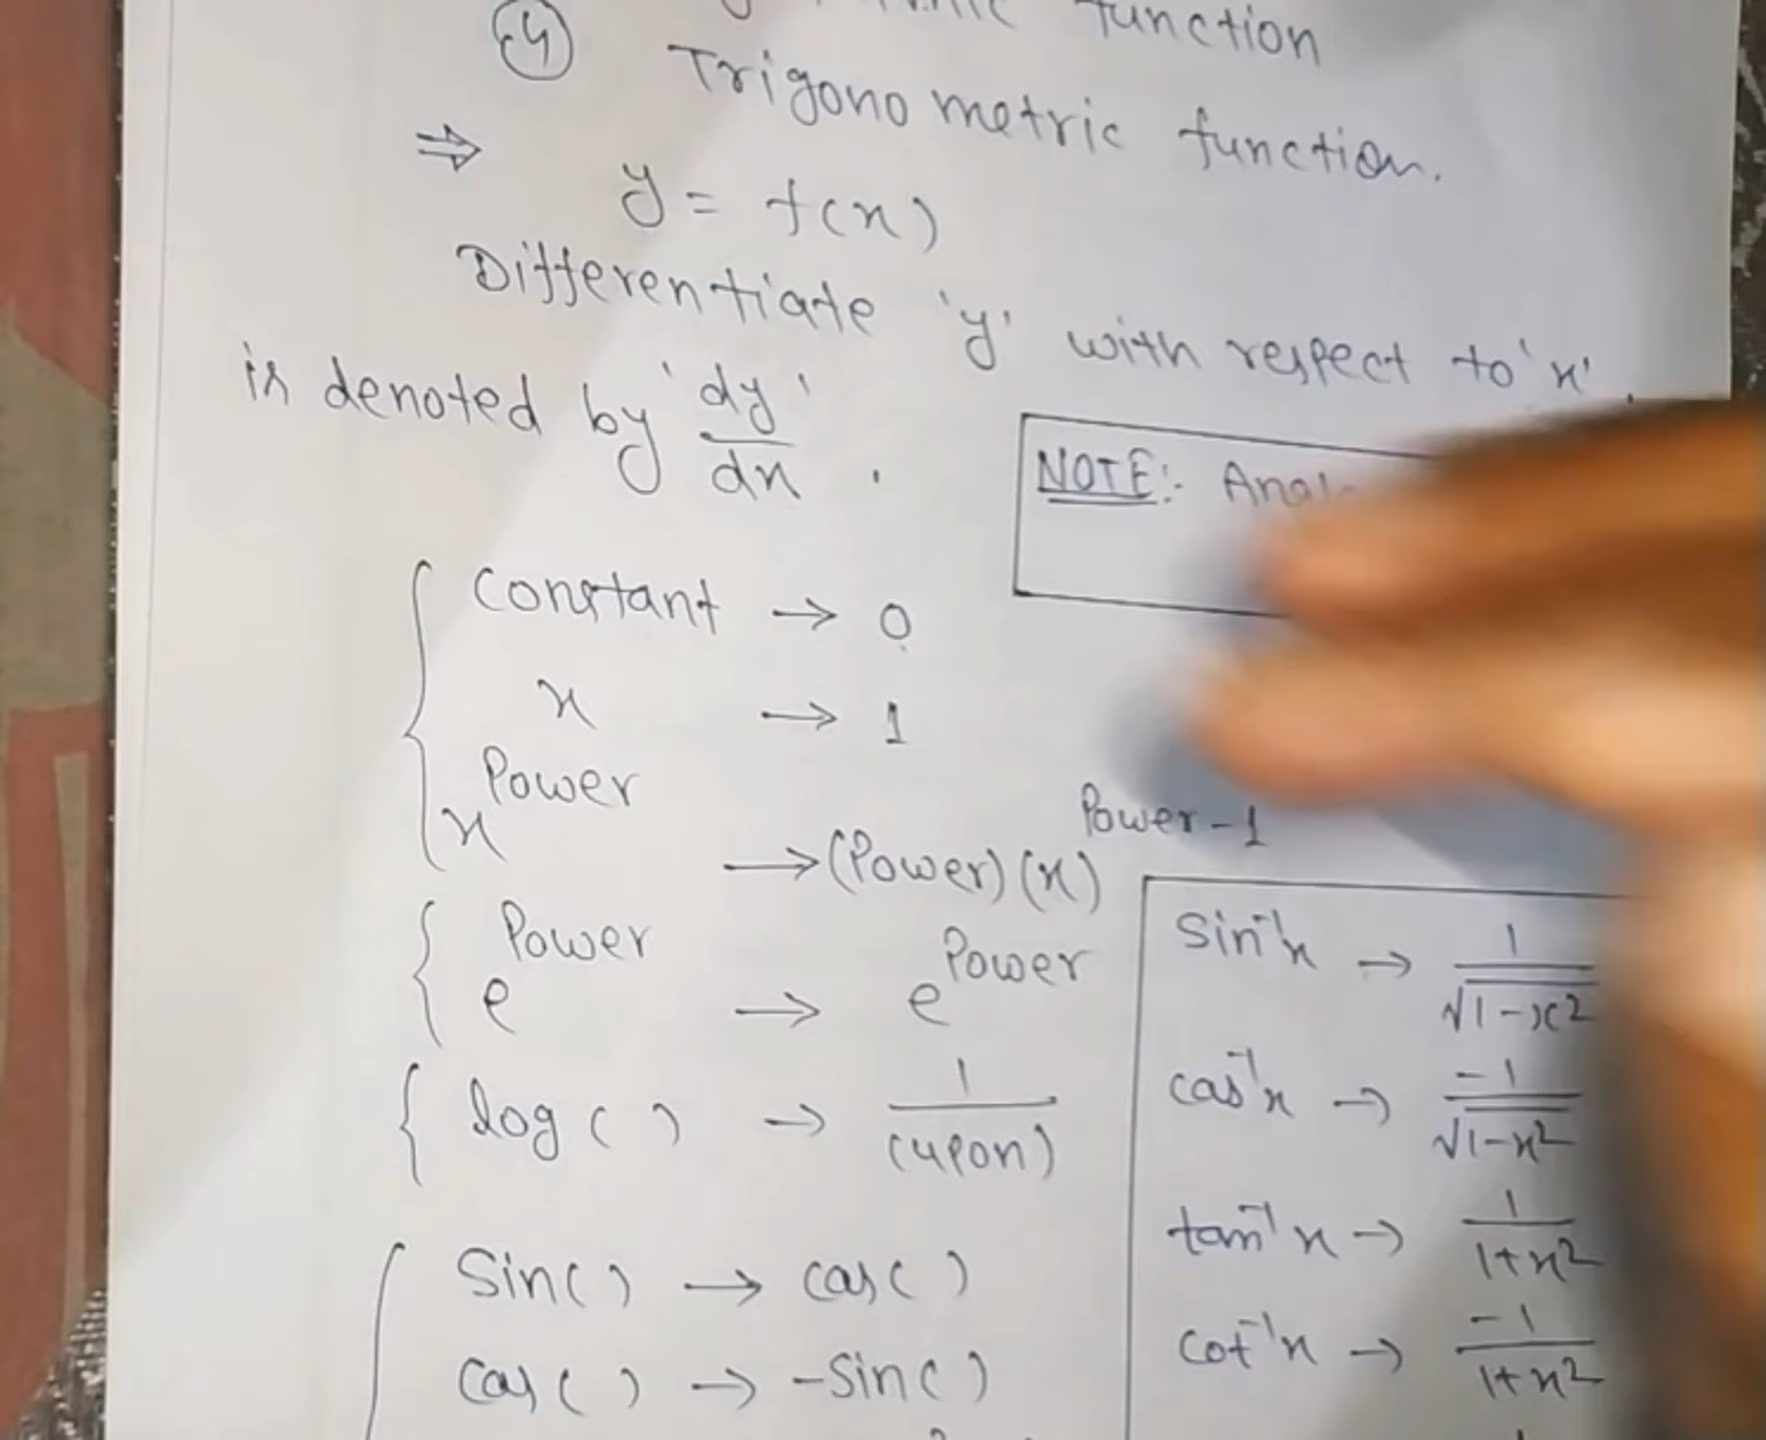 function
④ Trigonometric function.
⇒ y = f(x)
Differentiate 'y' with respect to 'x'
is denoted by 'dy/dx'.
NOTE:-
constant → 0
x → 1
x^Power → (Power)(x)^Power-1
e^Power → e^Power
log( ) → 1/(upon)
Sin( ) → cos( )
cos( ) → -Sin( )
Sin⁻¹x → 1/√1-x²
cos⁻¹x → -1/√1-x²
tan⁻¹x → 1/1+x²
cot⁻¹x → -1/1+x²